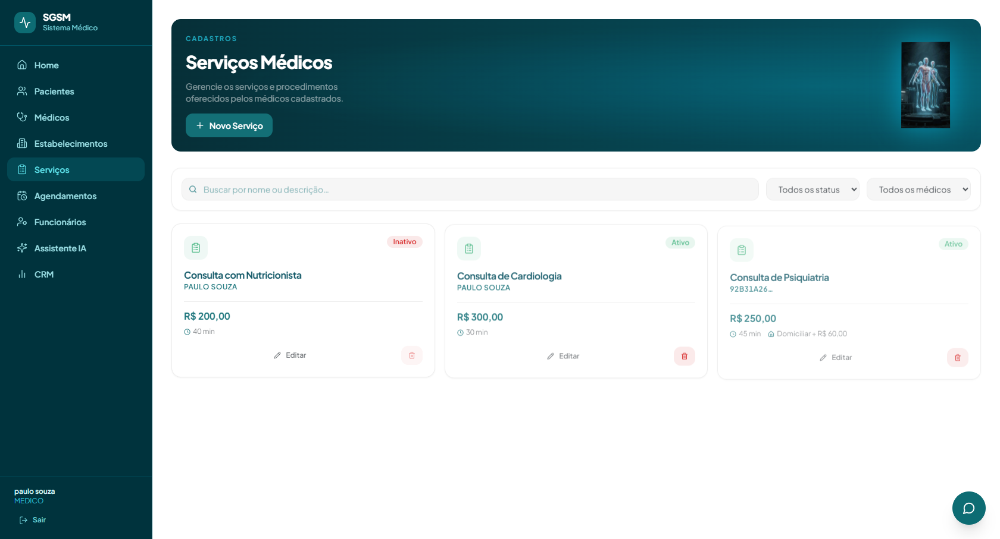 SGSM
Sistema Médico
Home
Pacientes
Médicos
Estabelecimentos
Serviços
Agendamentos
Funcionários
Assistente IA
CRM
paulo souza
MEDICO
Sair
CADASTROS
Serviços Médicos
Gerencie os serviços e procedimentos
oferecidos pelos médicos cadastrados.
Novo Serviço
Buscar por nome ou descrição...
Todos os status
Todos os médicos
Inativo
Consulta com Nutricionista
PAULO SOUZA
R$ 200,00
40 min
Editar
Ativo
Consulta de Cardiologia
PAULO SOUZA
R$ 300,00
30 min
Editar
Ativo
Consulta de Psiquiatria
92B31A26…
R$ 250,00
45 min Domiciliar + R$ 60,00
Editar